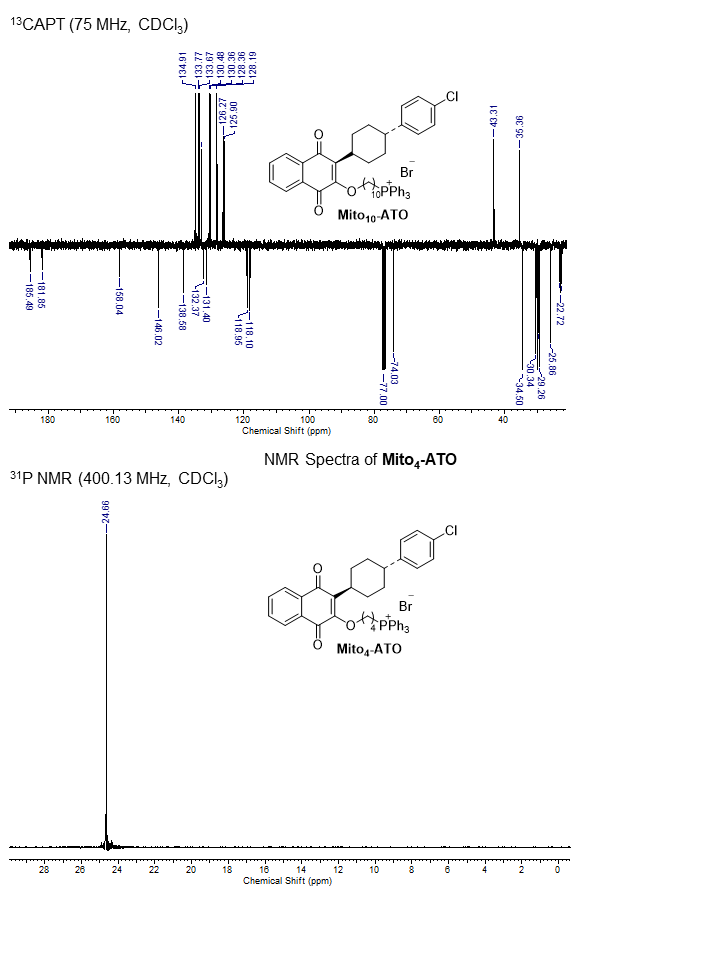 13CAPT (75 MHz, CDCl3)
134.91
133.77
133.67
130.48
130.36
128.36
128.19
126.27
125.90
43.31
35.36
Cl
O
Br
−
O
10
+
PPh3
O
Mito10-ATO
185.49
181.85
158.04
146.02
138.58
132.37
131.40
118.95
118.10
77.00
74.03
34.50
30.34
29.26
25.86
22.72
180 160 140 120 100 80 60 40
Chemical Shift (ppm)
NMR Spectra of Mito4-ATO
31P NMR (400.13 MHz, CDCl3)
24.66
Cl
O
Br
−
O
4
+
PPh3
O
Mito4-ATO
28 26 24 22 20 18 16 14 12 10 8 6 4 2 0
Chemical Shift (ppm)